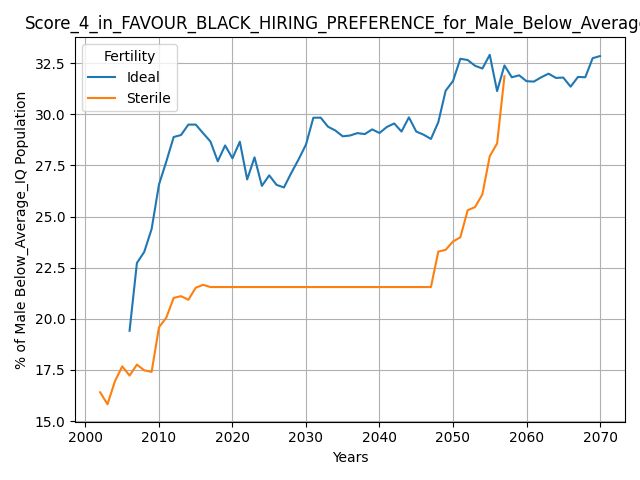 Score_4_in_FAVOUR_BLACK_HIRING_PREFERENCE_for_Male_Below_Average
Fertility
Ideal
Sterile
% of Male Below_Average_IQ Population
32.5
30.0
27.5
25.0
22.5
20.0
17.5
15.0
2000 2010 2020 2030 2040 2050 2060 2070
Years